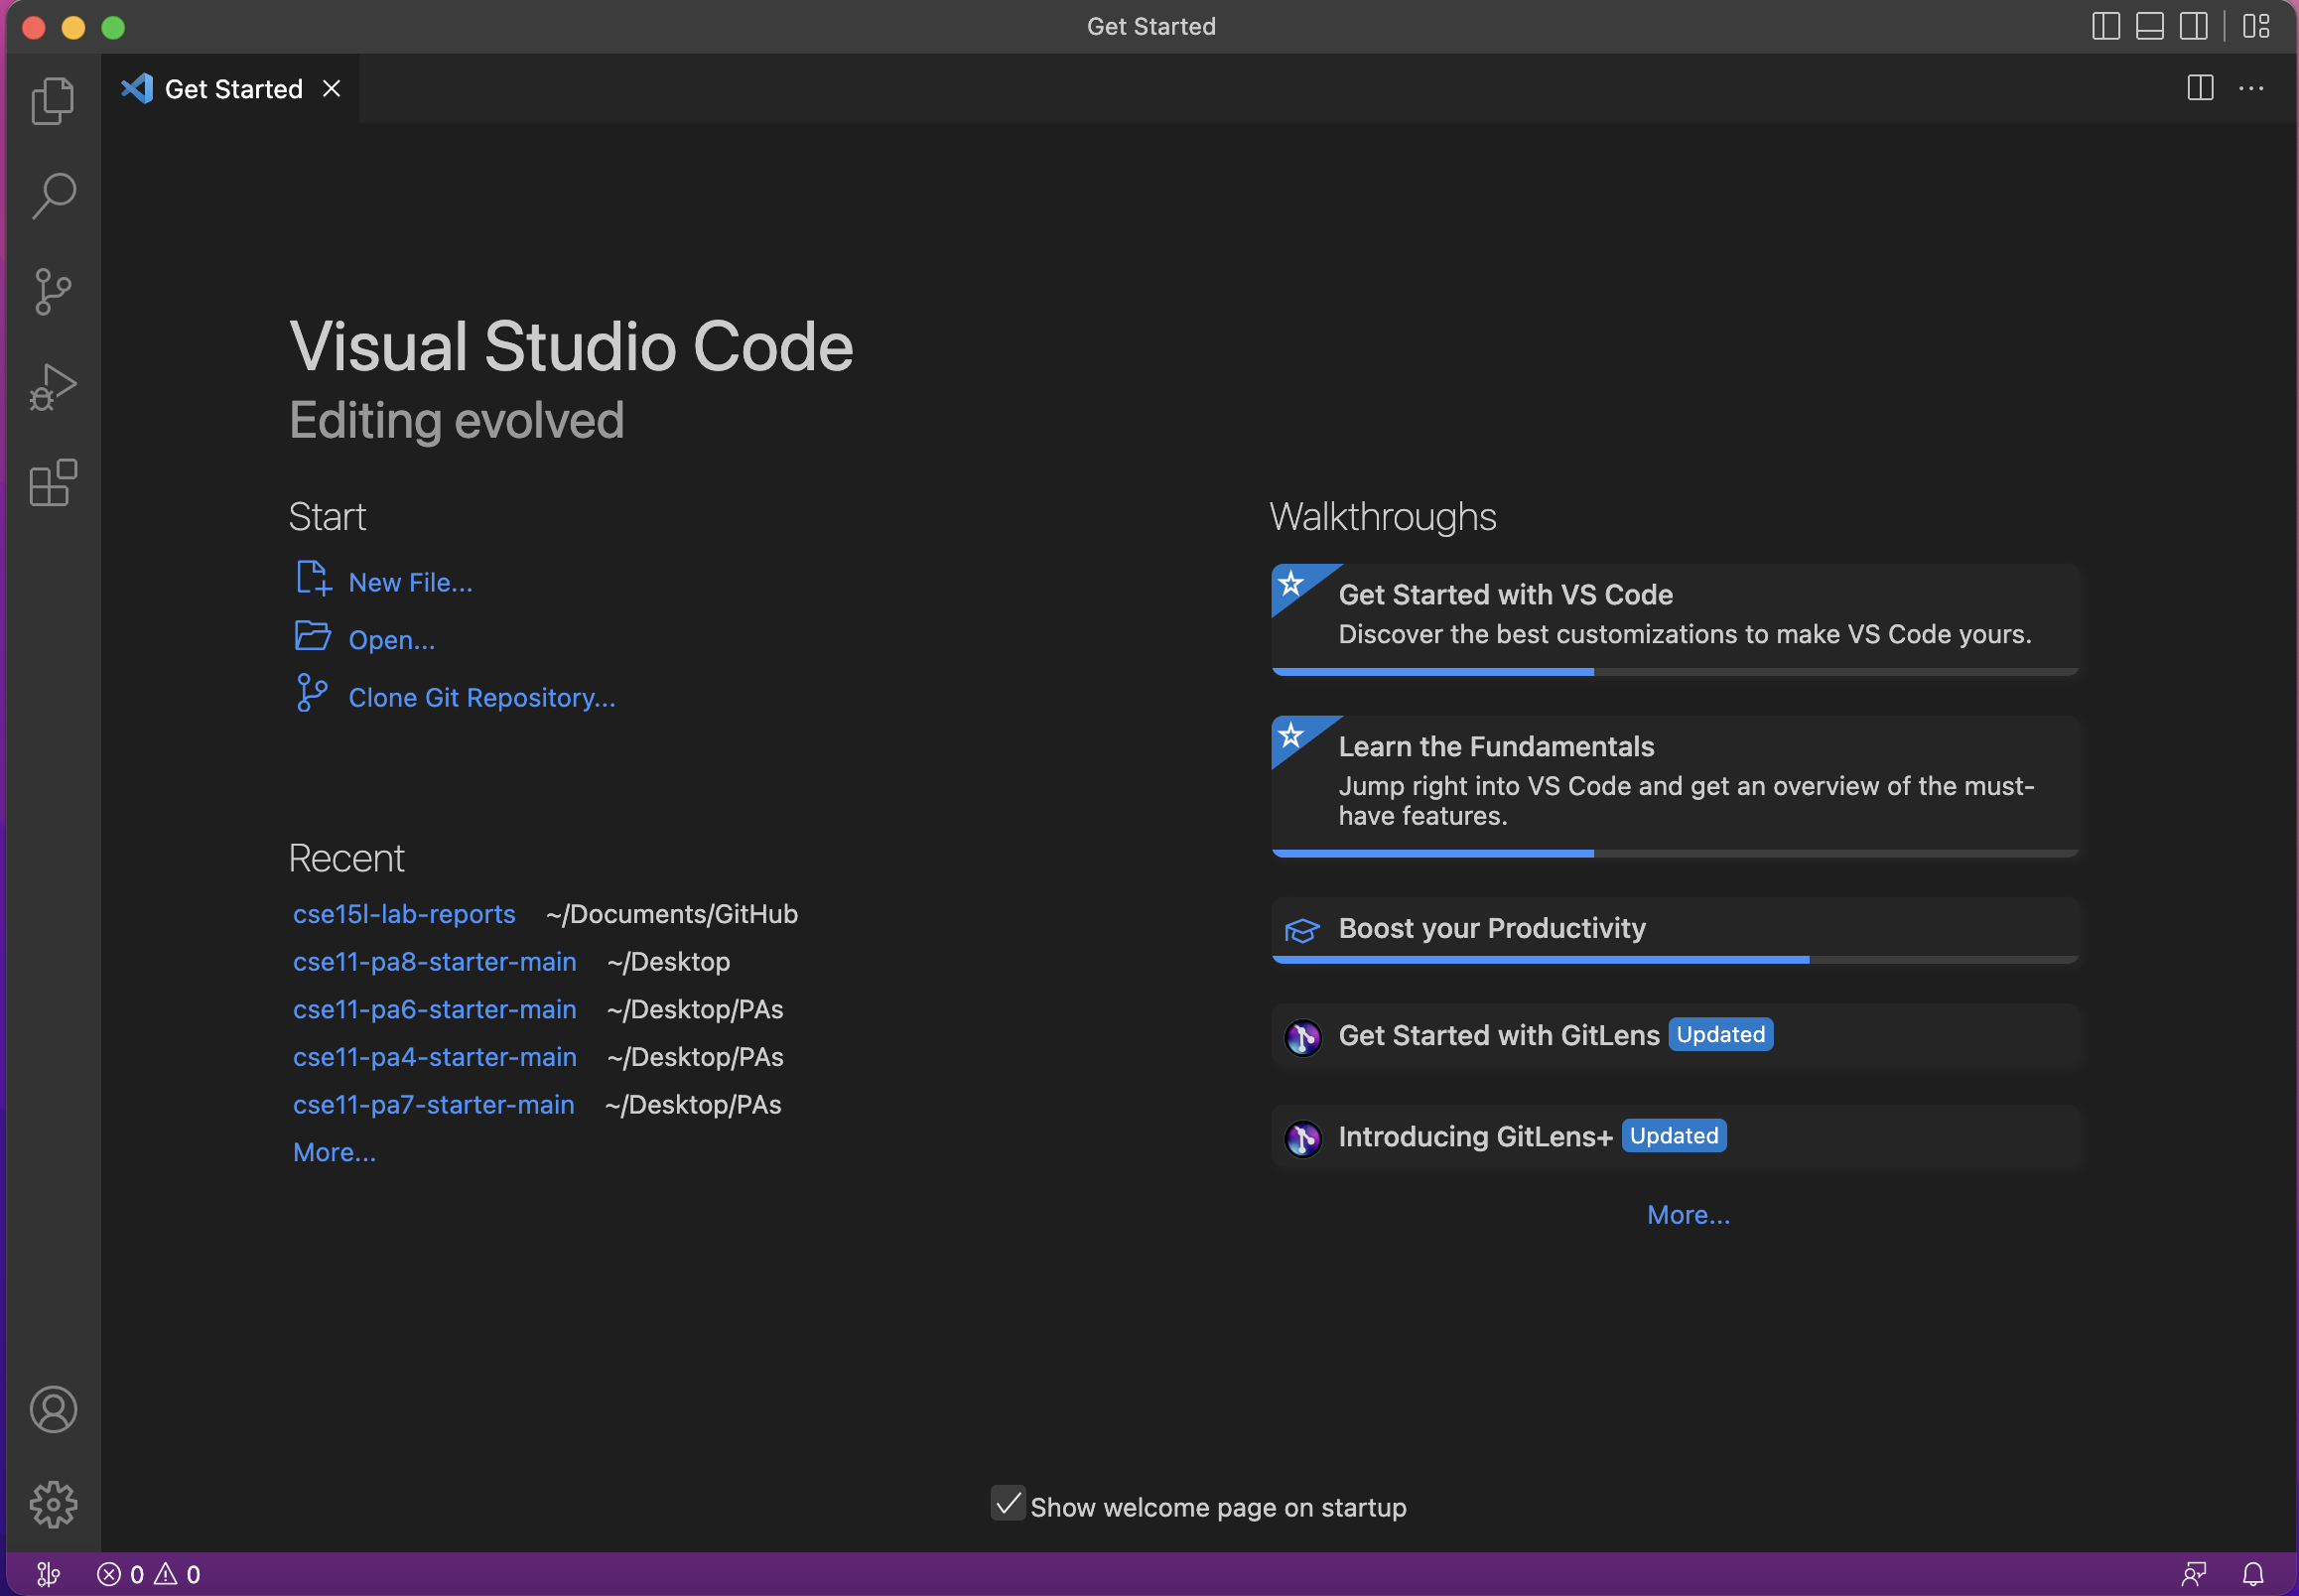 Get Started
Get Started
Visual Studio Code
Editing evolved
Start
New File...
Open...
Clone Git Repository...
Recent
cse15l-lab-reports ~/Documents/GitHub
cse11-pa8-starter-main ~/Desktop
cse11-pa6-starter-main ~/Desktop/PAs
cse11-pa4-starter-main ~/Desktop/PAs
cse11-pa7-starter-main ~/Desktop/PAs
More...
Walkthroughs
Get Started with VS Code
Discover the best customizations to make VS Code yours.
Learn the Fundamentals
Jump right into VS Code and get an overview of the must-
have features.
Boost your Productivity
Get Started with GitLens Updated
Introducing GitLens+ Updated
More...
Show welcome page on startup
0 0